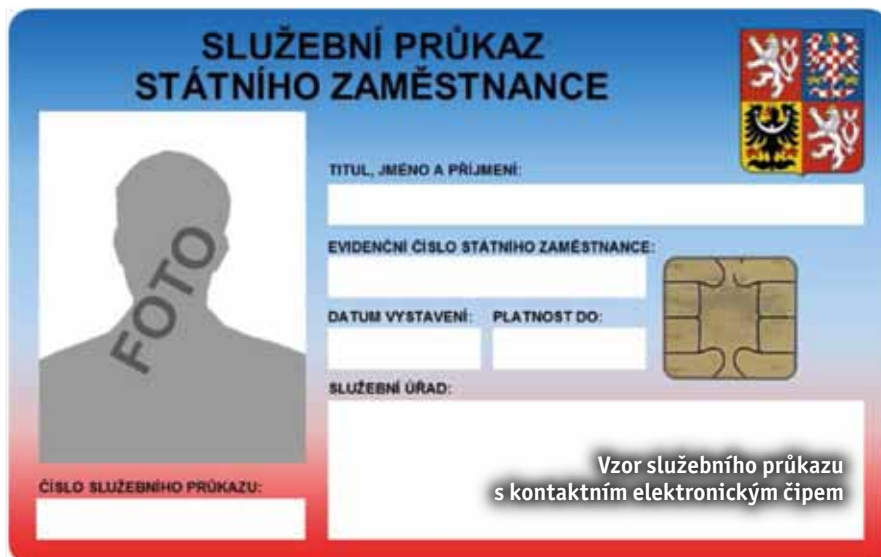 SLUŽEBNÍ PRŮKAZ
STÁTNÍHO ZAMĚSTNANCE
FOTO
TITUL, JMÉNO A PŘÍJMENÍ:
EVIDENČNÍ ČÍSLO STÁTNÍHO ZAMĚSTNANCE:
DATUM VYSTAVENÍ: PLATNOST DO:
SLUŽEBNÍ ÚŘAD:
ČÍSLO SLUŽEBNÍHO PRŮKAZU:
Vzor služebního průkazu
s kontaktním elektronickým čipem